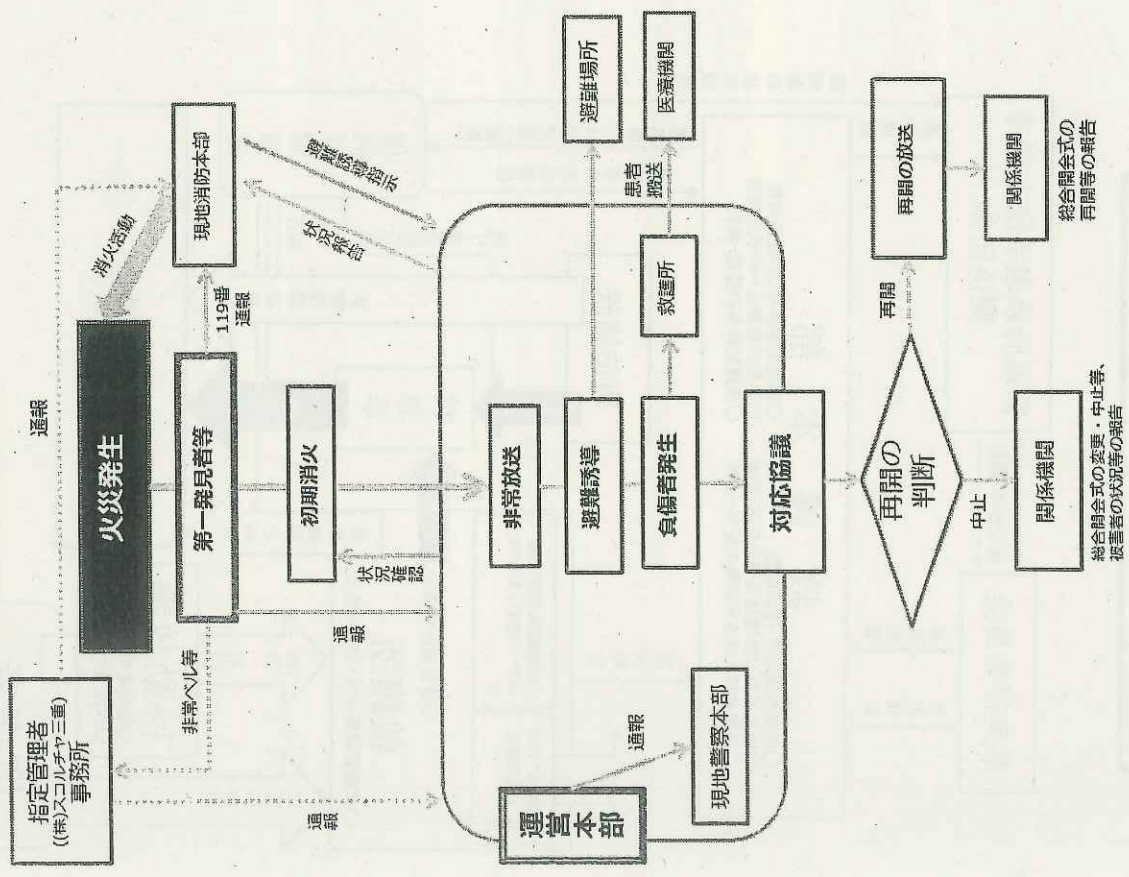 指定管理者
((株)スコルチャ三重)
事務所
通報
火災発生
消火活動
非常ベル等
第一発見者等
119番
通報
現地消防本部
初期消火
状況確認
通報
通報
状況報告
避難誘導指示
運営本部
非常放送
避難誘導
避難場所
負傷者発生
救護所
患者
搬送
医療機関
通報
現地警察本部
対応協議
再開の
判断
再開
再開の放送
関係機関
総合開会式の
再開等の報告
中止
関係機関
総合開会式の変更・中止等、
被害者の状況等の報告